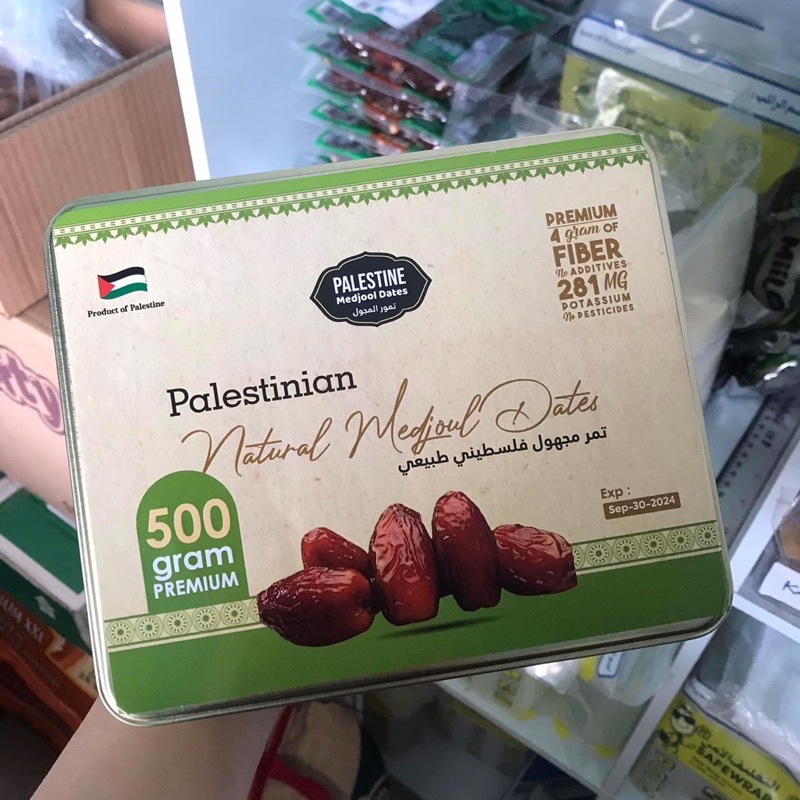 PALESTINE
Medjool Dates
تمور المجول
Product of Palestine
PREMIUM
4 gram OF
FIBER
No ADDITIVES
281 MG
POTASSIUM
No PESTICIDES
Palestinian
Natural Medjoul Dates
تمر مجهول فلسطيني طبيعي
Exp :
Sep-30-2024
500
gram
PREMIUM
SAFEWRAP